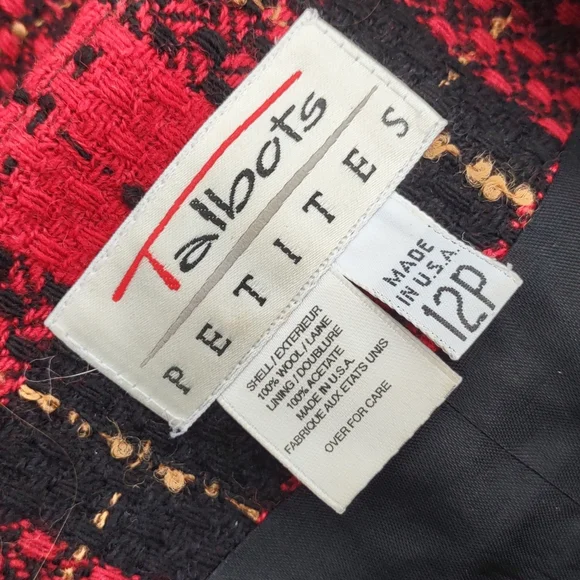 Talbots
PETITES
MADE
IN U.S.A.
12P
SHELL/EXTERIEUR
100% WOOL/LAINE
LINING/DOUBLURE
100% ACETATE
MADE IN U.S.A.
FABRIQUE AUX ETATS UNIS
OVER FOR CARE